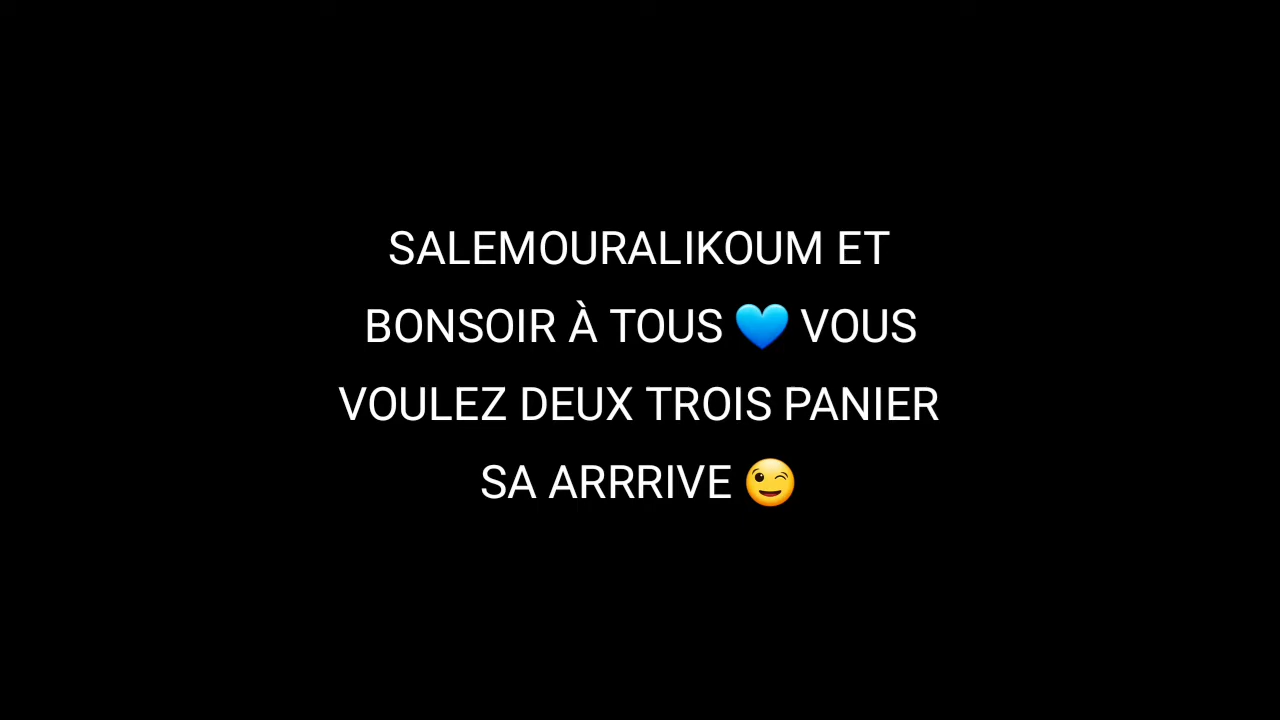 SALEMOURALIKOUM ET
BONSOIR À TOUS 💙 VOUS
VOULEZ DEUX TROIS PANIER
SA ARRRIVE 😉